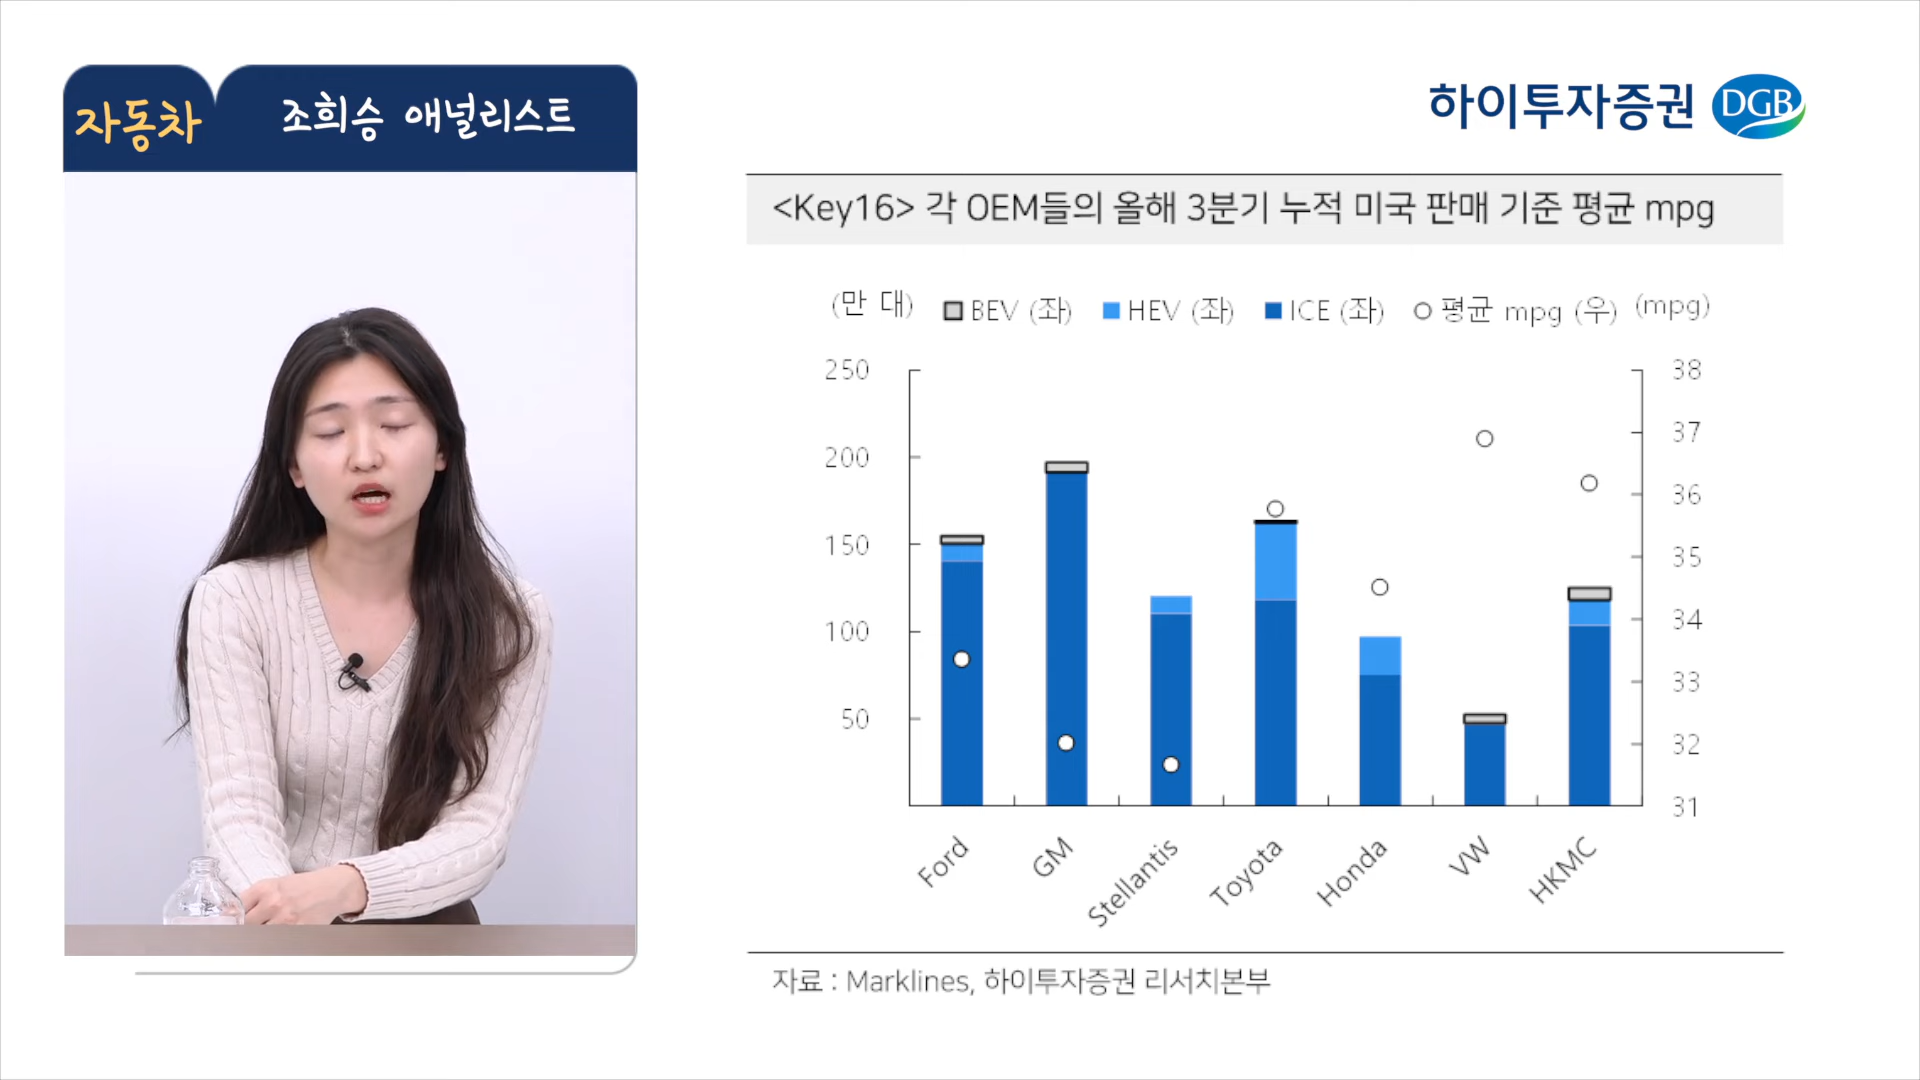 자동차
조희승 애널리스트
하이투자증권 DGB
<Key16> 각 OEM들의 올해 3분기 누적 미국 판매 기준 평균 mpg
(만 대) BEV (좌) HEV (좌) ICE (좌) 평균 mpg (우) (mpg)
250 38
37
200
36
150 35
100 34
33
50 32
31
Ford GM Stellantis Toyota Honda VW HKMC
자료 : Marklines, 하이투자증권 리서치본부